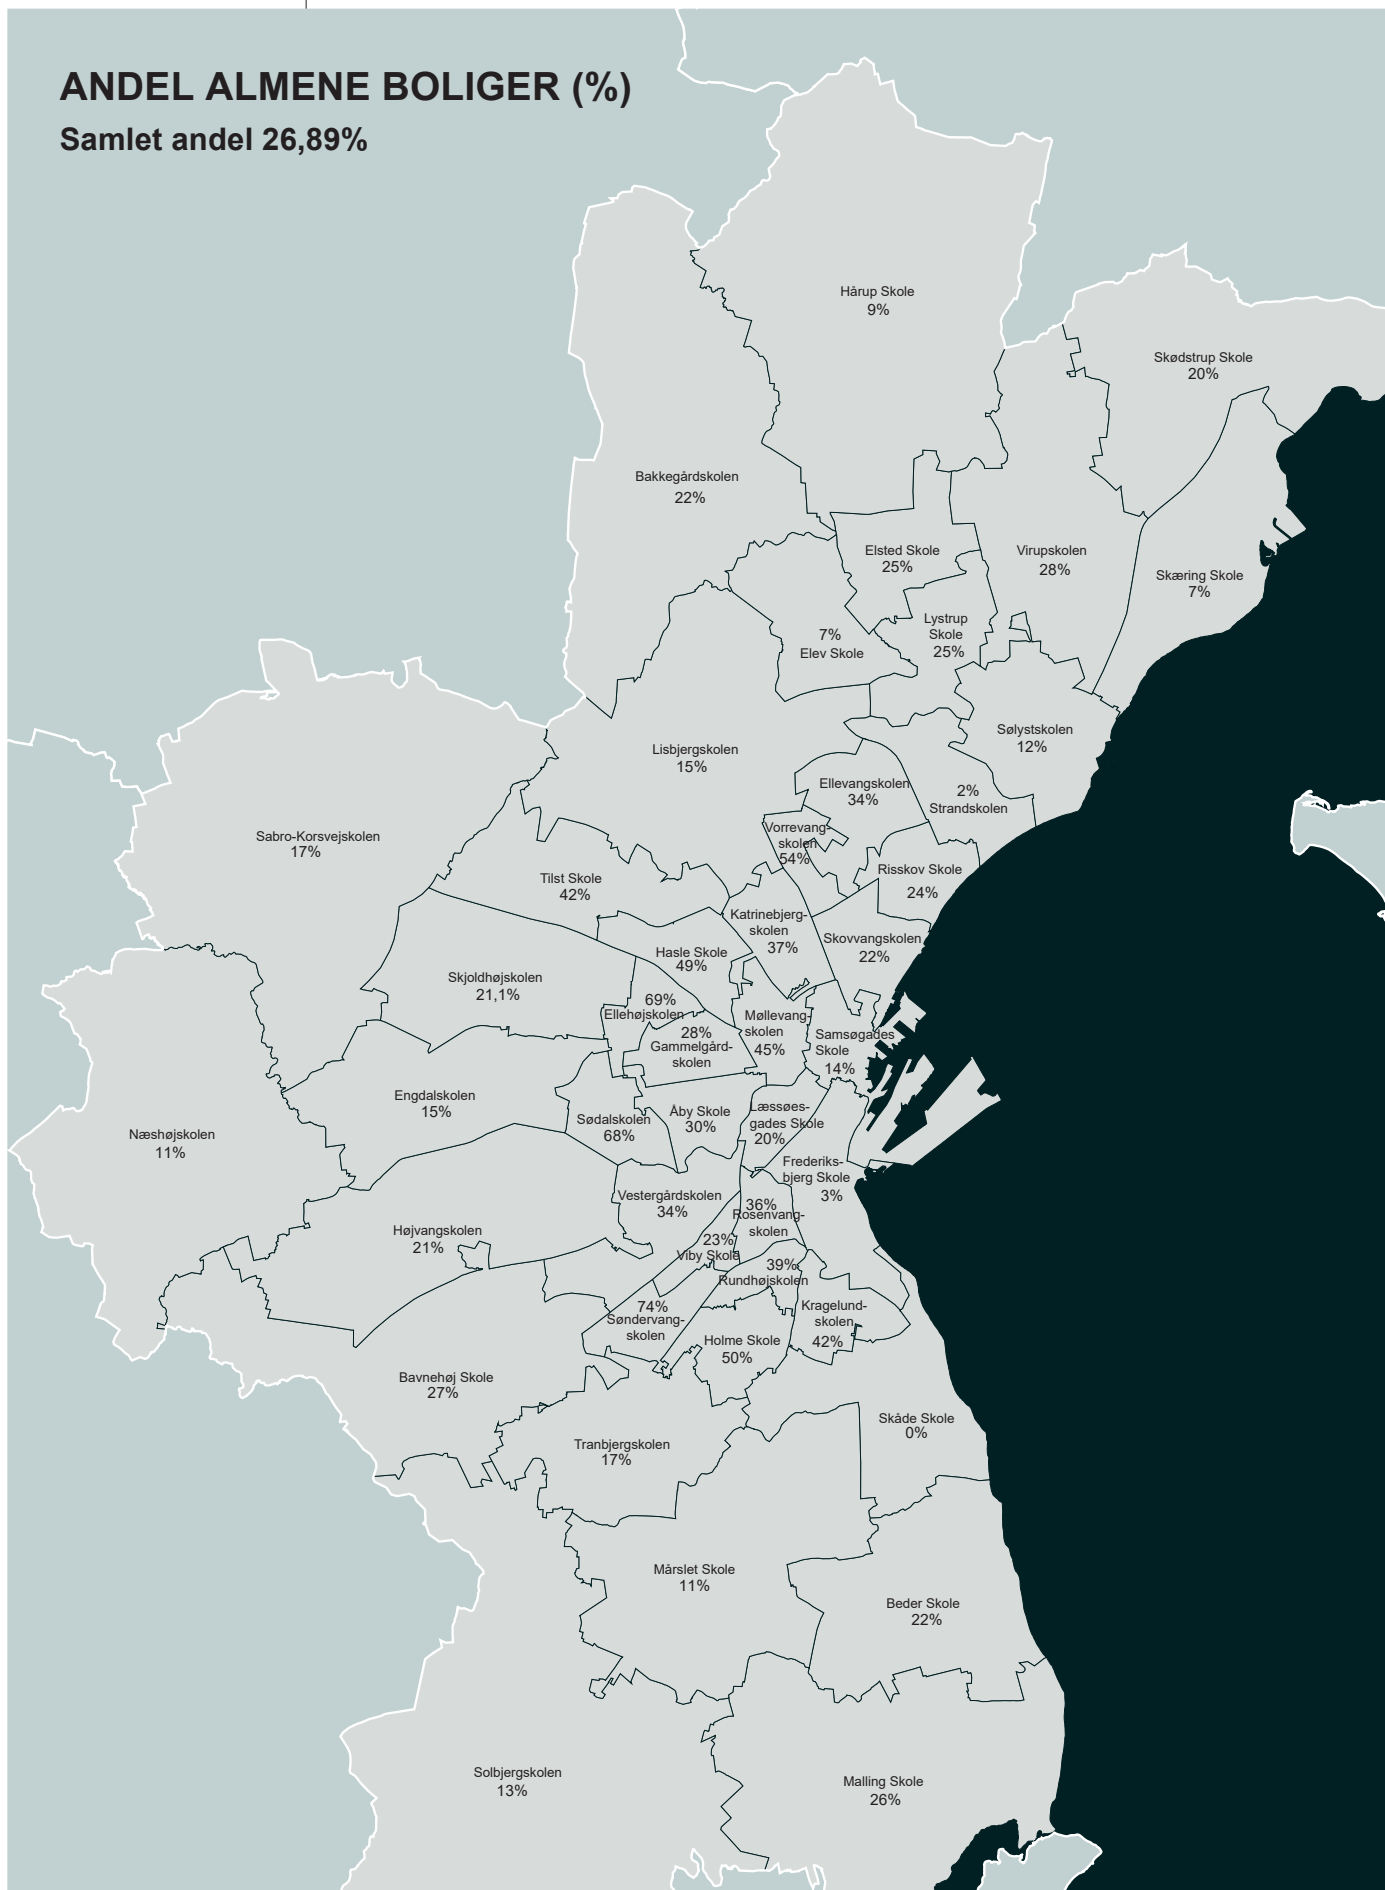 ANDEL ALMENE BOLIGER (%)
Samlet andel 26,89%
Hårup Skole
9%
Skødstrup Skole
20%
Bakkegårdskolen
22%
Elsted Skole
25%
Virupskolen
28%
Skæring Skole
7%
Lystrup
Skole
25%
7%
Elev Skole
Sølystskolen
12%
Lisbjergskolen
15%
Ellevangskolen
34%
2%
Strandskolen
Vorrevang-
skolen
54%
Sabro-Korsvejskolen
17%
Risskov Skole
24%
Tilst Skole
42%
Katrinebjerg-
skolen
37%
Skovvangskolen
22%
Hasle Skole
49%
Skjoldhøjskolen
21,1%
69%
Ellehøjskolen
Møllevang-
skolen
45%
28%
Gammelgård-
skolen
Samsøgades
Skole
14%
Engdalskolen
15%
Sødalskolen
68%
Åby Skole
30%
Læssøes-
gades Skole
20%
Næshøjskolen
11%
Frederiks-
bjerg Skole
3%
Vestergårdskolen
34%
36%
Rosenvang-
skolen
Højvangskolen
21%
23%
Viby Skole
39%
Rundhøjskolen
74%
Søndervang-
skolen
Kragelund-
skolen
42%
Holme Skole
50%
Bavnehøj Skole
27%
Skåde Skole
0%
Tranbjergskolen
17%
Mårslet Skole
11%
Beder Skole
22%
Solbjergskolen
13%
Malling Skole
26%